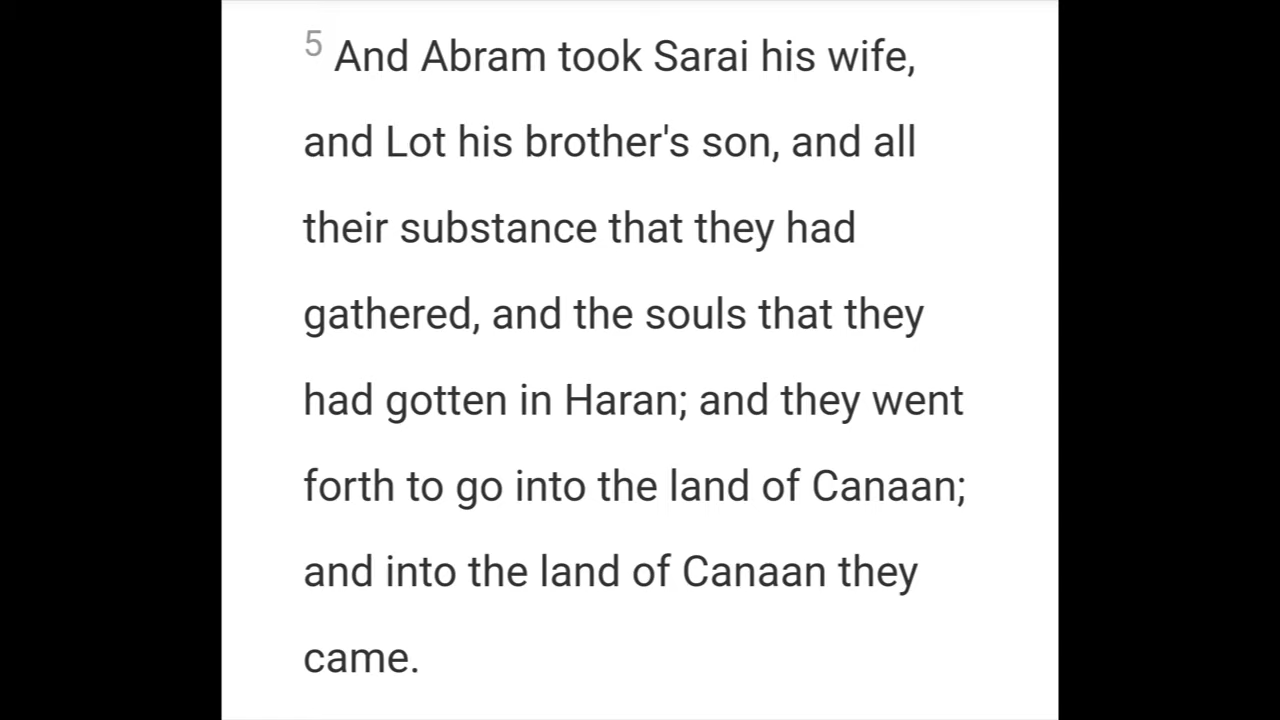 5 And Abram took Sarai his wife,
and Lot his brother's son, and all
their substance that they had
gathered, and the souls that they
had gotten in Haran; and they went
forth to go into the land of Canaan;
and into the land of Canaan they
came.